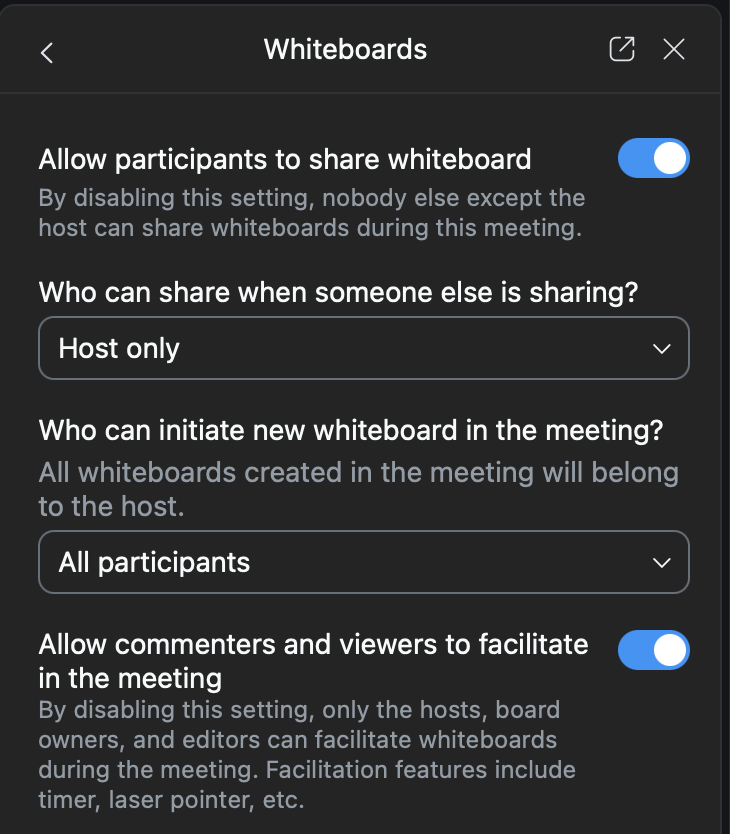 Whiteboards
Allow participants to share whiteboard
By disabling this setting, nobody else except the
host can share whiteboards during this meeting.
Who can share when someone else is sharing?
Host only
Who can initiate new whiteboard in the meeting?
All whiteboards created in the meeting will belong
to the host.
All participants
Allow commenters and viewers to facilitate
in the meeting
By disabling this setting, only the hosts, board
owners, and editors can facilitate whiteboards
during the meeting. Facilitation features include
timer, laser pointer, etc.